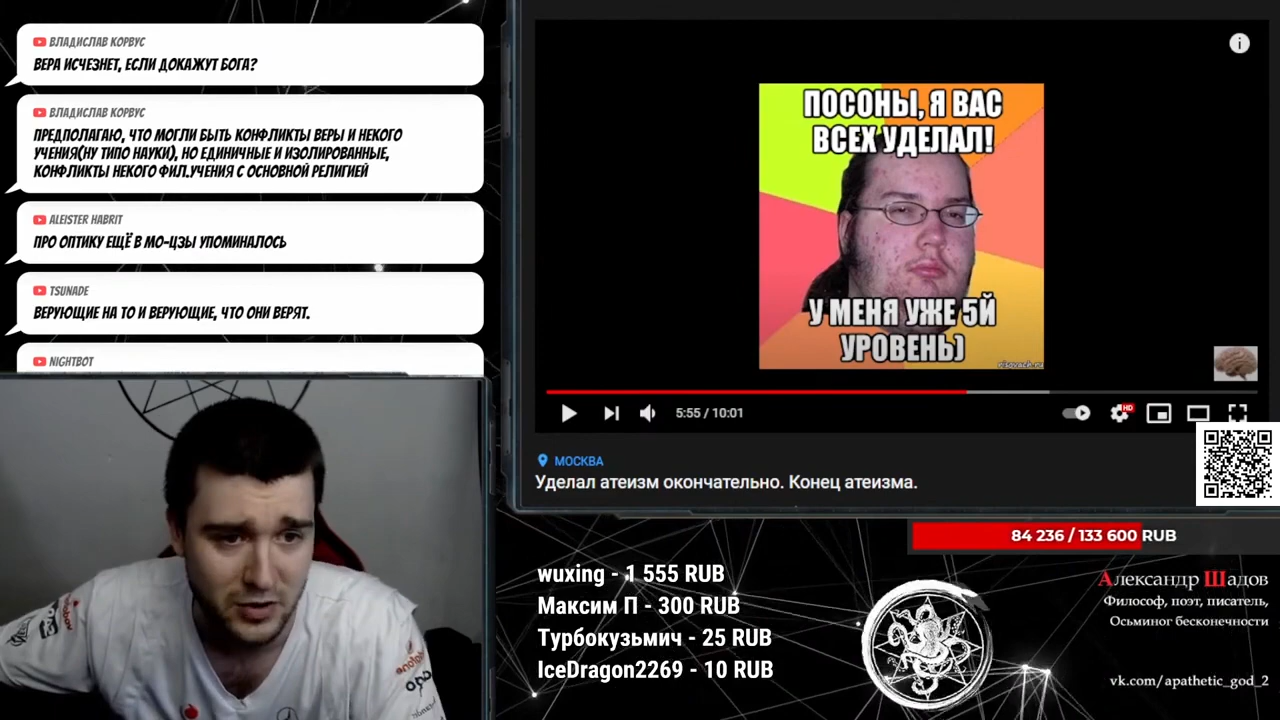 ВЛАДИСЛАВ КОРВУС
ВЕРА ИСЧЕЗНЕТ, ЕСЛИ ДОКАЖУТ БОГА?
ВЛАДИСЛАВ КОРВУС
ПРЕДПОЛАГАЮ, ЧТО МОГЛИ БЫТЬ КОНФЛИКТЫ ВЕРЫ И НЕКОГО
УЧЕНИЯ(НУ ТИПО НАУКИ), НО ЕДИНИЧНЫЕ И ИЗОЛИРОВАННЫЕ,
КОНФЛИКТЫ НЕКОГО ФИЛ.УЧЕНИЯ С ОСНОВНОЙ РЕЛИГИЕЙ
ALEISTER HABRIT
ПРО ОПТИКУ ЕЩЁ В МО-ЦЗЫ УПОМИНАЛОСЬ
TSUNADE
ВЕРУЮЩИЕ НА ТО И ВЕРУЮЩИЕ, ЧТО ОНИ ВЕРЯТ.
NIGHTBOT
ПОСОНЫ, Я ВАС
ВСЕХ УДЕЛАЛ!
У МЕНЯ УЖЕ 5Й
УРОВЕНЬ)
risovach.ru
5:55 / 10:01
HD
МОСКВА
Уделал атеизм окончательно. Конец атеизма.
84 236 / 133 600 RUB
wuxing - 1 555 RUB
Максим П - 300 RUB
Турбокузьмич - 25 RUB
IceDragon2269 - 10 RUB
Александр Шадов
Философ, поэт, писатель,
Осьминог бесконечности
vk.com/apathetic_god_2